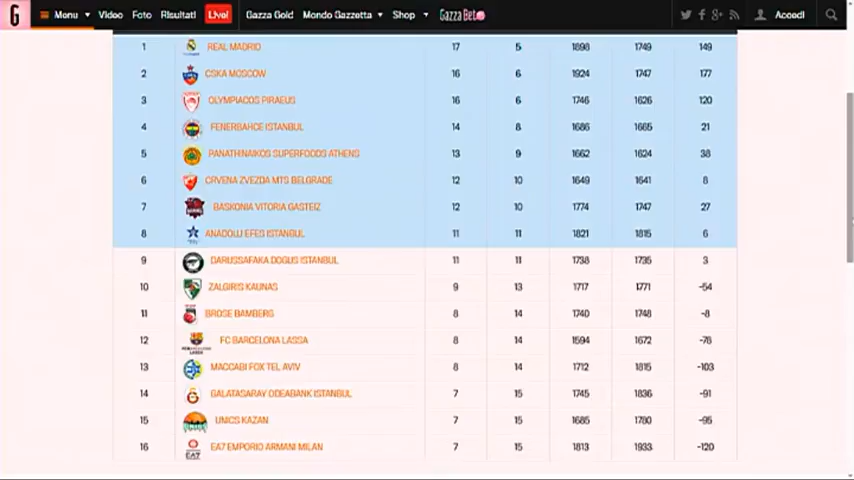 G Menu Video Foto Risultati Live! Gazza Gold Mondo Gazzetta Shop Gazza Bet Accedi
1 REAL MADRID 17 5 1898 1749 149
2 CSKA MOSCOW 16 6 1924 1747 177
3 OLYMPIACOS PIRAEUS 16 6 1746 1626 120
4 FENERBAHCE ISTANBUL 14 8 1686 1665 21
5 PANATHINAIKOS SUPERFOODS ATHENS 13 9 1662 1624 38
6 CRVENA ZVEZDA MTS BELGRADE 12 10 1649 1641 8
7 BASKONIA VITORIA GASTEIZ 12 10 1774 1747 27
8 ANADOLU EFES ISTANBUL 11 11 1821 1815 6
9 DARUSSAFAKA DOGUS ISTANBUL 11 11 1738 1735 3
10 ZALGIRIS KAUNAS 9 13 1717 1771 -54
11 BROSE BAMBERG 8 14 1740 1748 -8
12 FC BARCELONA LASSA 8 14 1594 1672 -78
13 MACCABI FOX TEL AVIV 8 14 1712 1815 -103
14 GALATASARAY ODEABANK ISTANBUL 7 15 1745 1836 -91
15 UNICS KAZAN 7 15 1685 1780 -95
16 EA7 EMPORIO ARMANI MILAN 7 15 1813 1933 -120